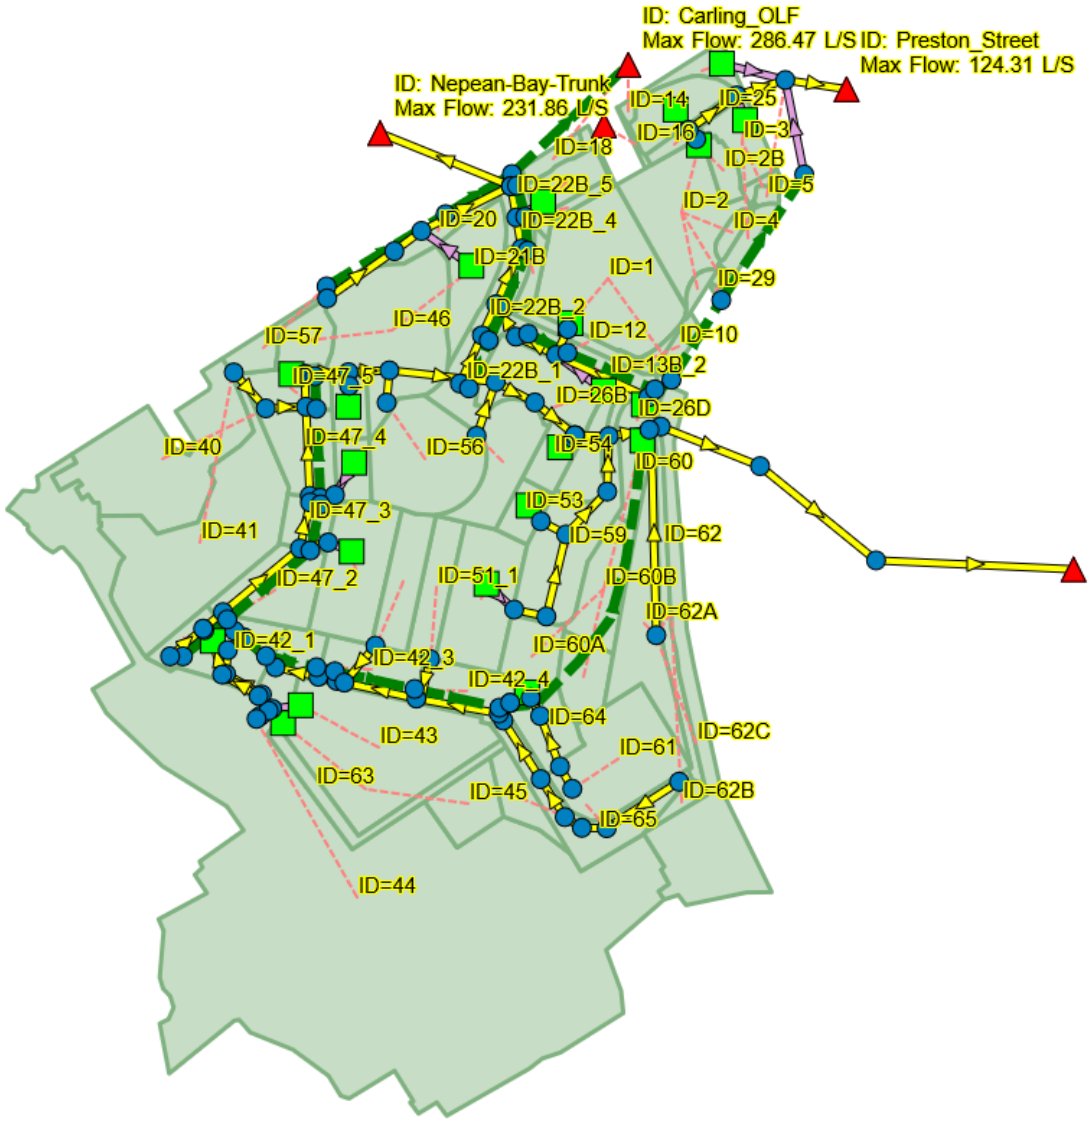 ID: Carling_OLF
Max Flow: 286.47 L/S
ID: Preston_Street
Max Flow: 124.31 L/S
ID: Nepean-Bay-Trunk
Max Flow: 231.86 L/S
ID=14
ID=25
ID=16
ID=3
ID=18
ID=2B
ID=22B_5
ID=5
ID=2
ID=20
ID=22B_4
ID=4
ID=21B
ID=1
ID=29
ID=22B_2
ID=46
ID=12
ID=57
ID=10
ID=47_5
ID=22B_1
ID=13B_2
ID=26B
ID=26D
ID=47_4
ID=40
ID=56
ID=54
ID=60
ID=53
ID=47_3
ID=41
ID=59
ID=62
ID=47_2
ID=51_1
ID=60B
ID=62A
ID=42_1
ID=60A
ID=42_3
ID=42_4
ID=64
ID=43
ID=62C
ID=61
ID=63
ID=45
ID=62B
ID=65
ID=44